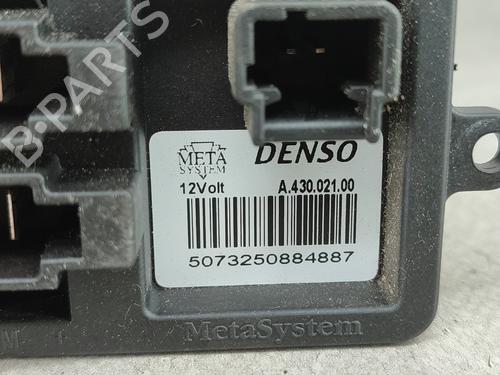 B-PARTS
META
SYSTEM
DENSO
12Volt
A.430.021.00
5073250884887
M
MetaSystem